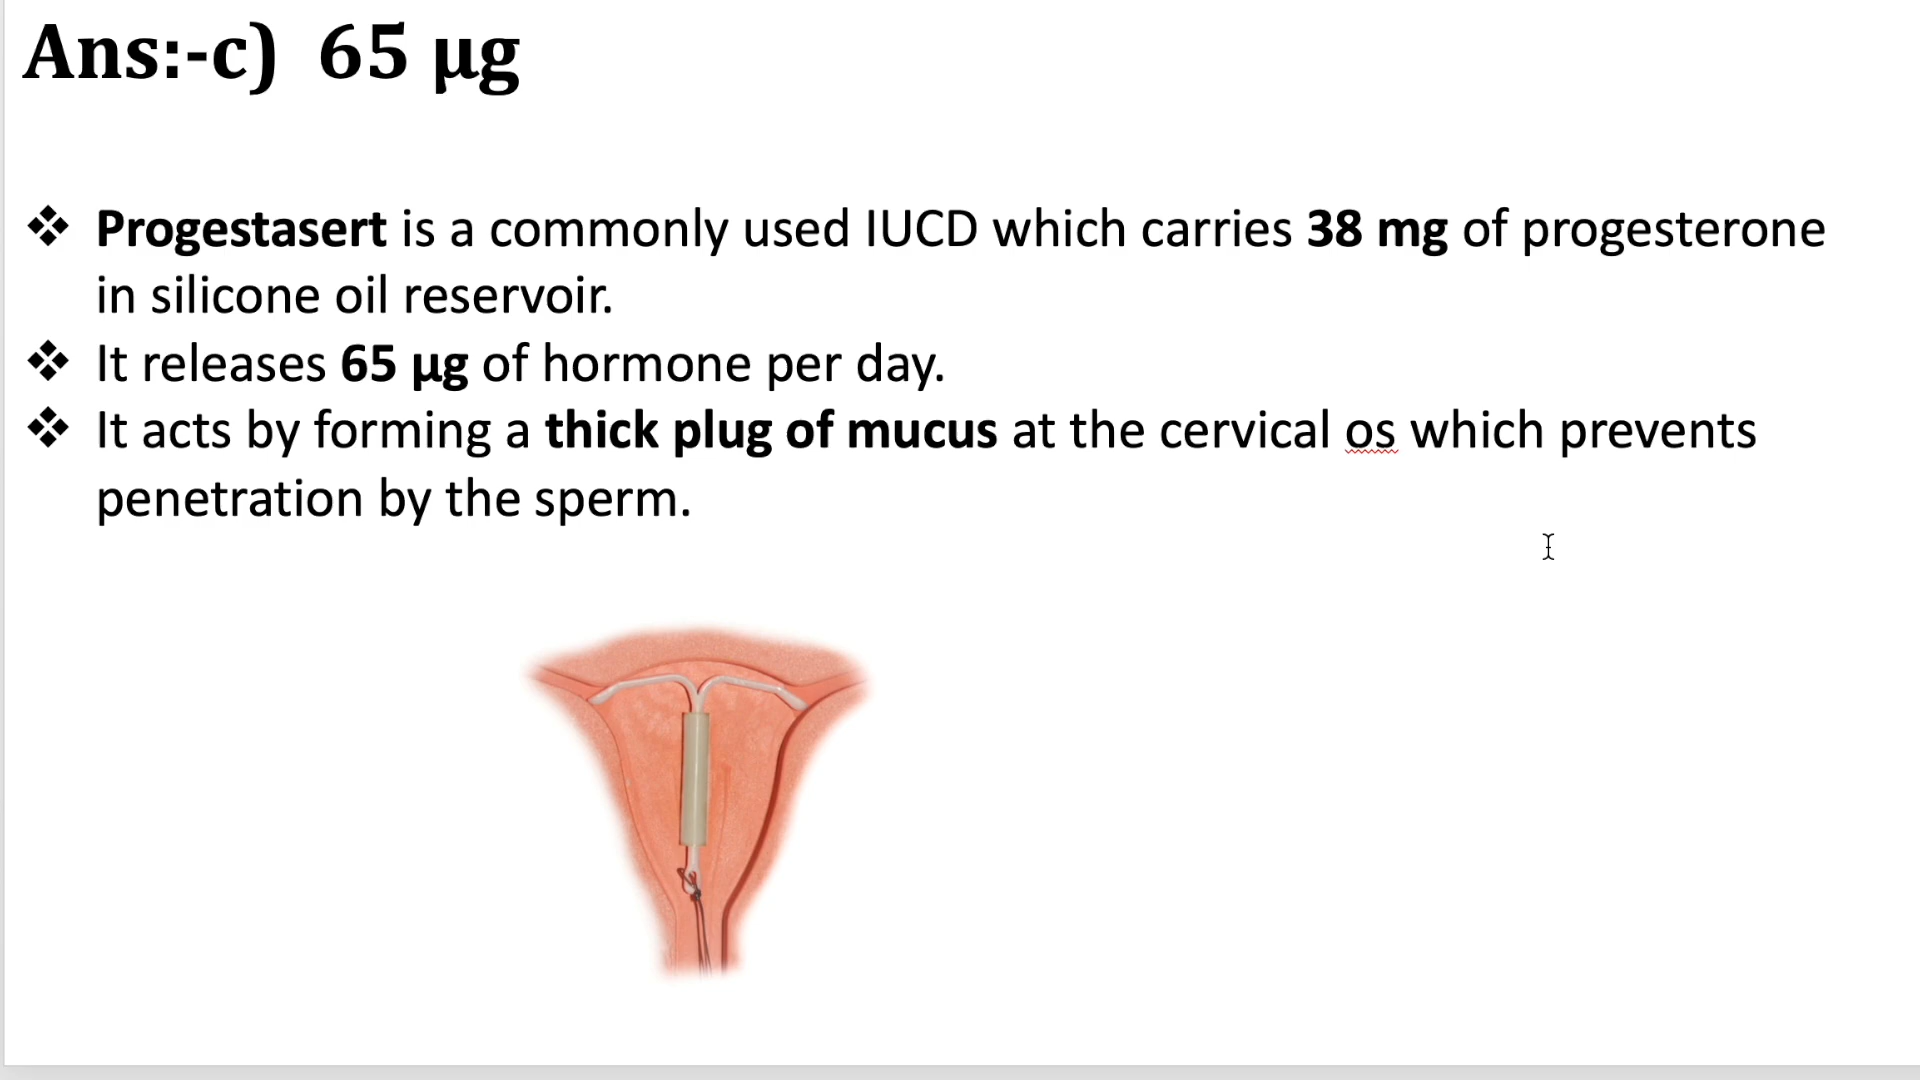 Ans:-c) 65 µg
❖ Progestasert is a commonly used IUCD which carries 38 mg of progesterone
in silicone oil reservoir.
❖ It releases 65 µg of hormone per day.
❖ It acts by forming a thick plug of mucus at the cervical os which prevents
penetration by the sperm.